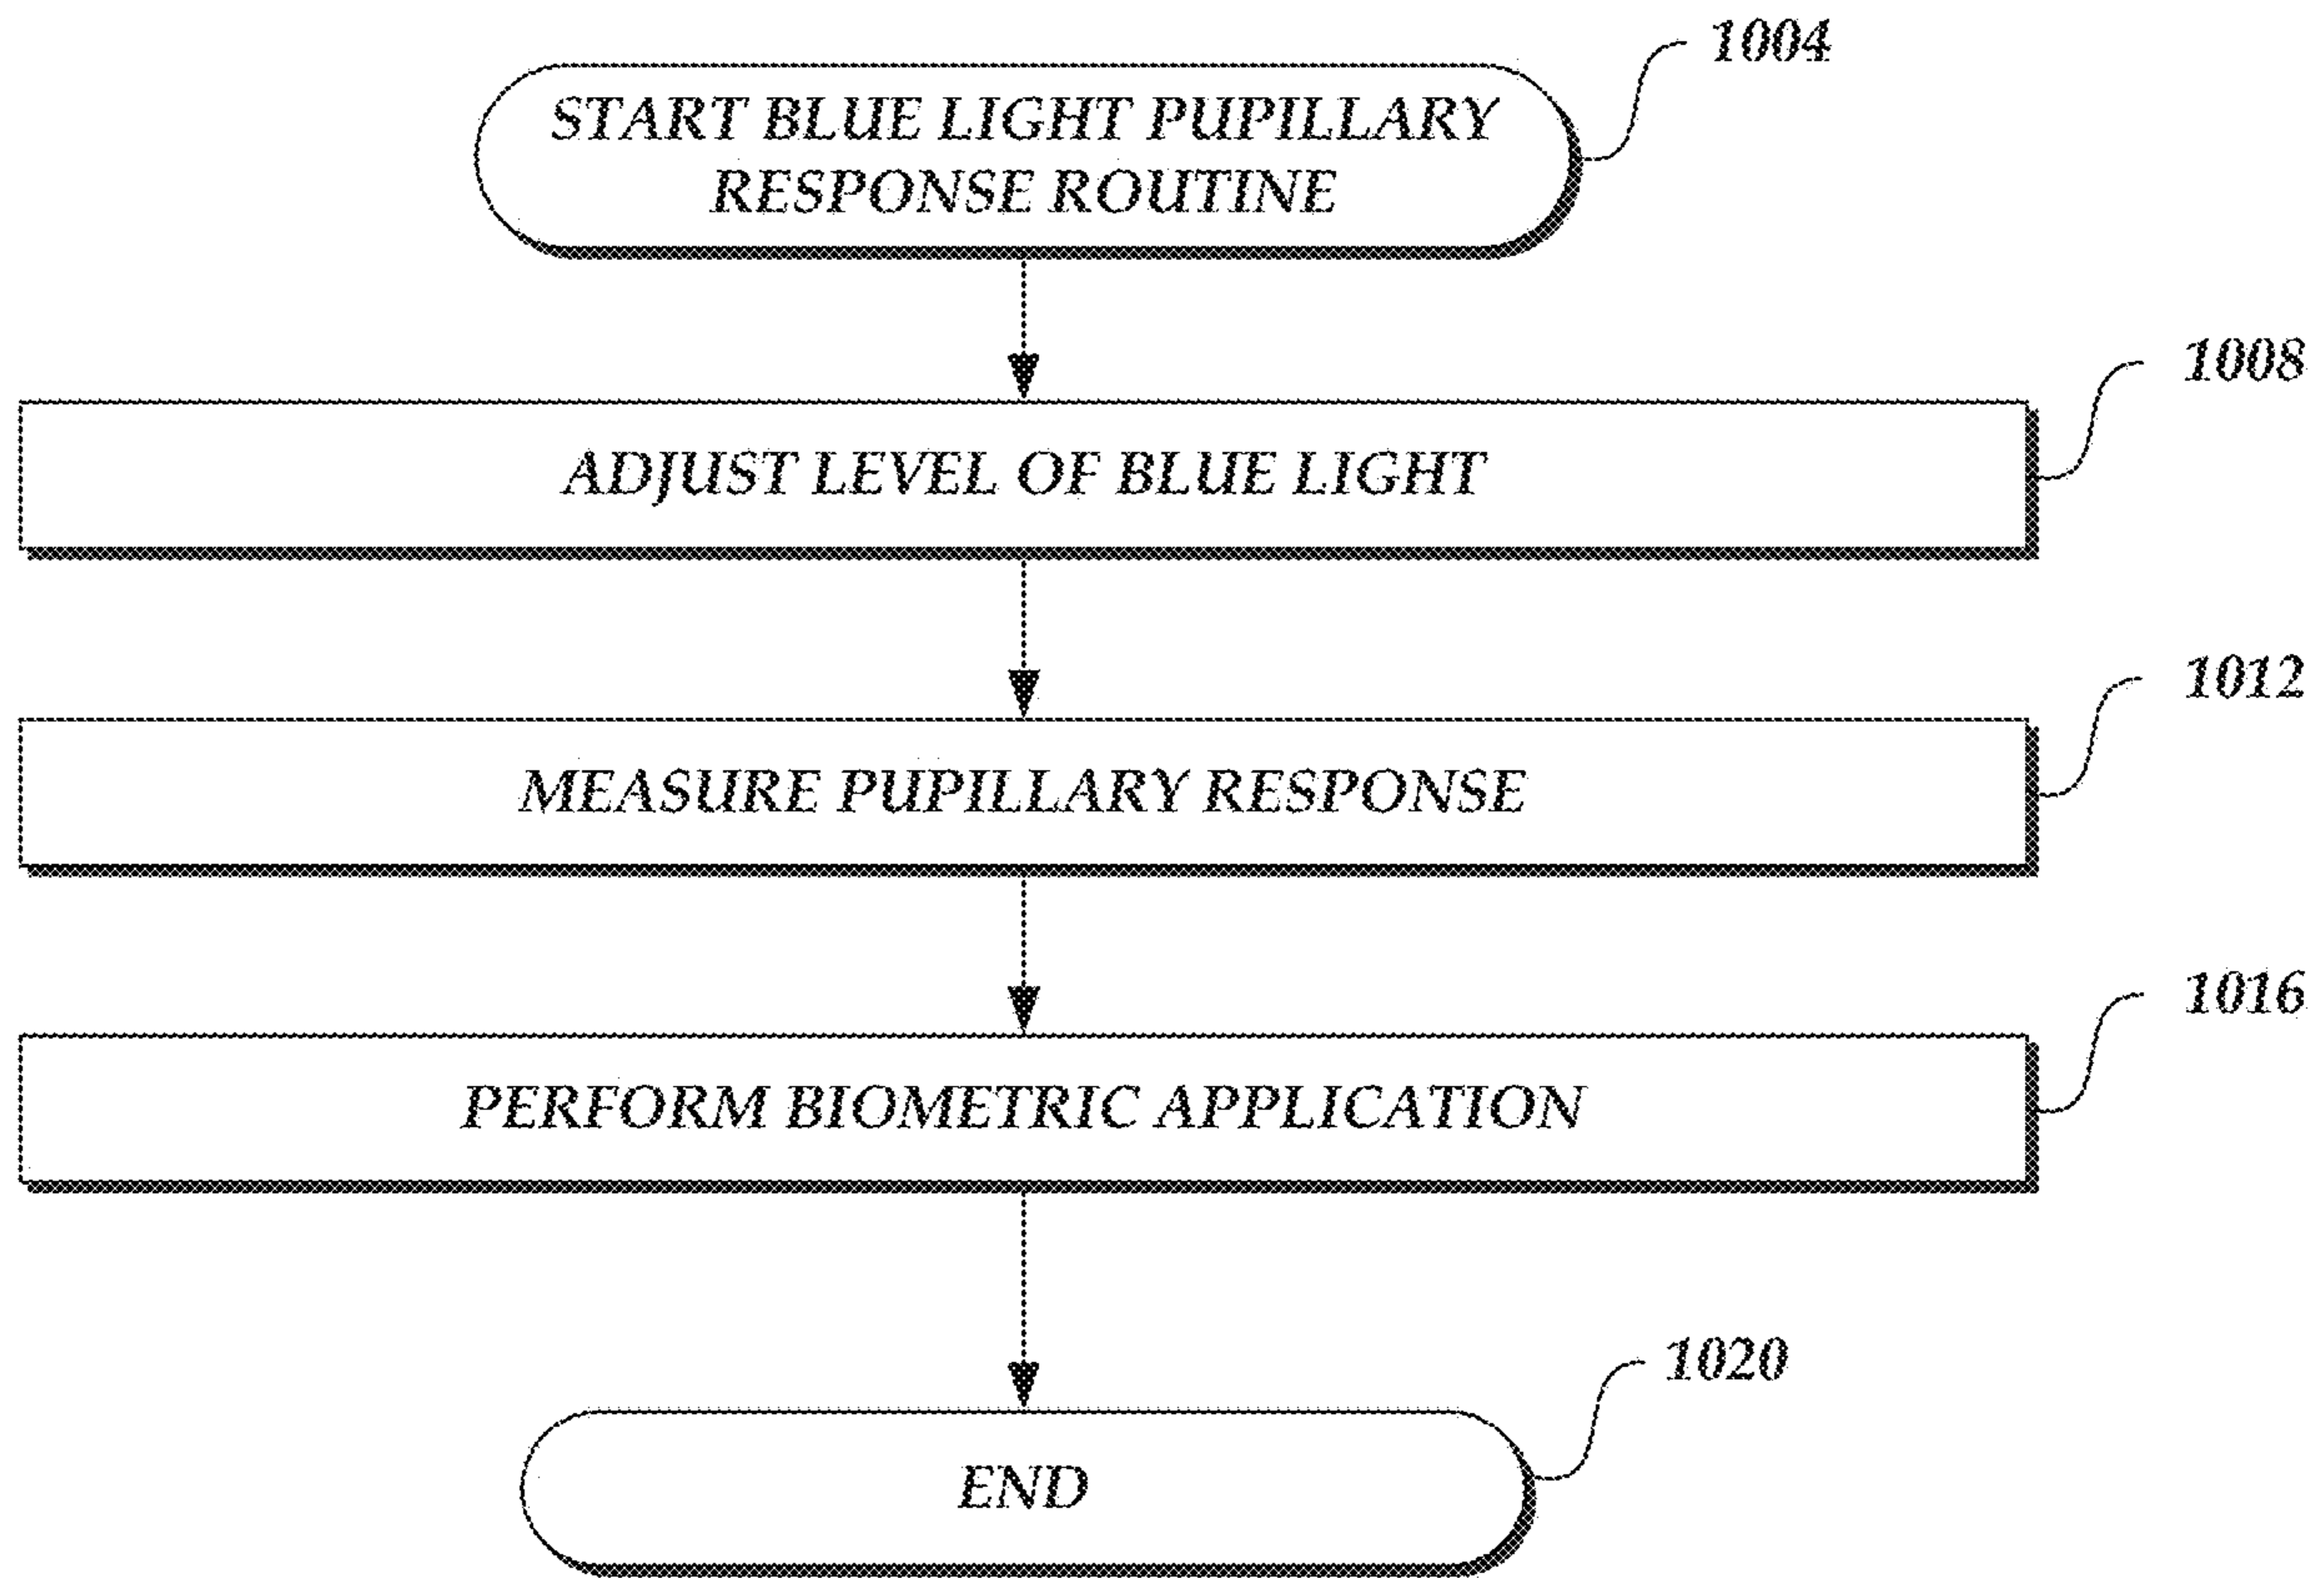 1004
START BLUE LIGHT PUPILLARY
RESPONSE ROUTINE
1008
ADJUST LEVEL OF BLUE LIGHT
1012
MEASURE PUPILLARY RESPONSE
1016
PERFORM BIOMETRIC APPLICATION
1020
END